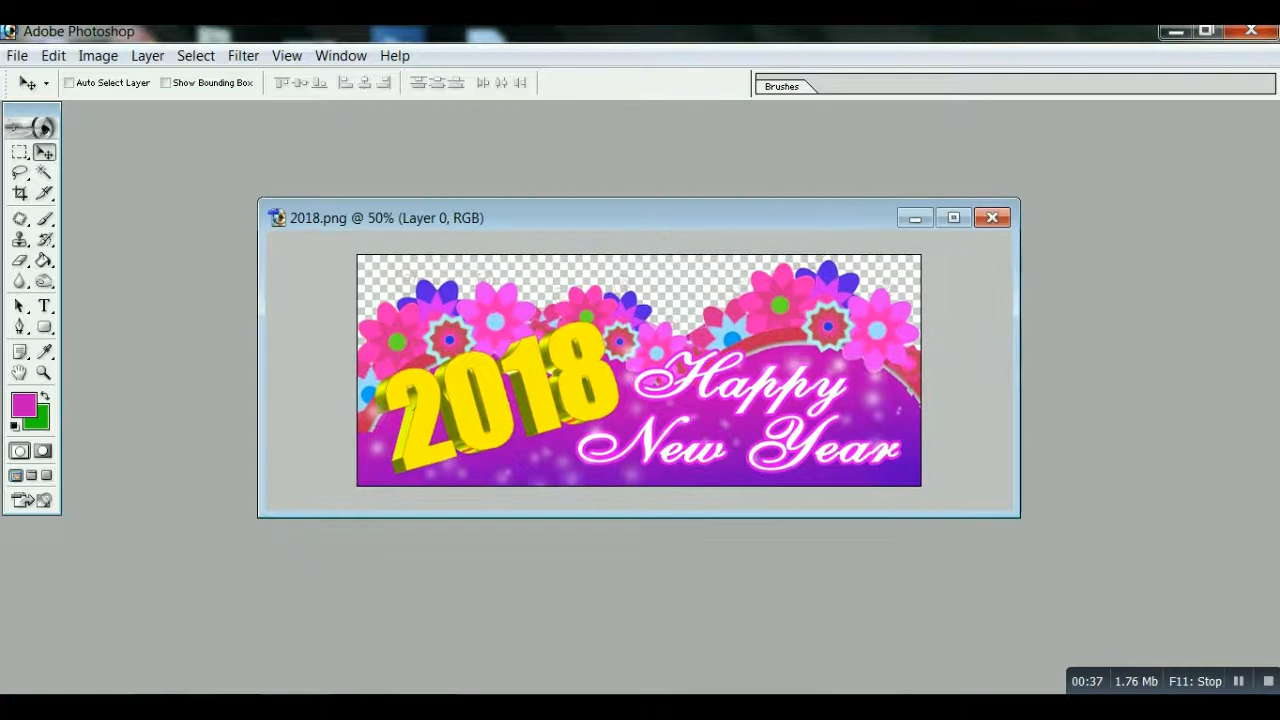 Adobe Photoshop
File Edit Image Layer Select Filter View Window Help
Auto Select Layer Show Bounding Box Brushes
2018.png @ 50% (Layer 0, RGB)
2018
Happy
New Year
00:37 1.76 Mb F11: Stop